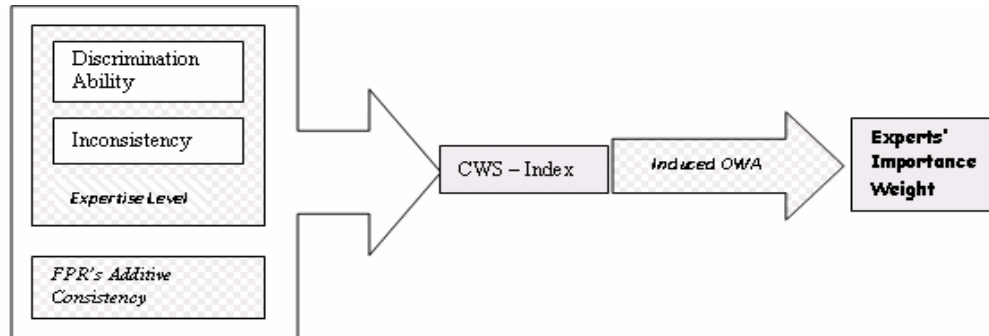 Discrimination
Ability
Inconsistency
Expertise Level
FPR's Additive
Consistency
CWS – Index
Induced OWA
Experts'
Importance
Weight